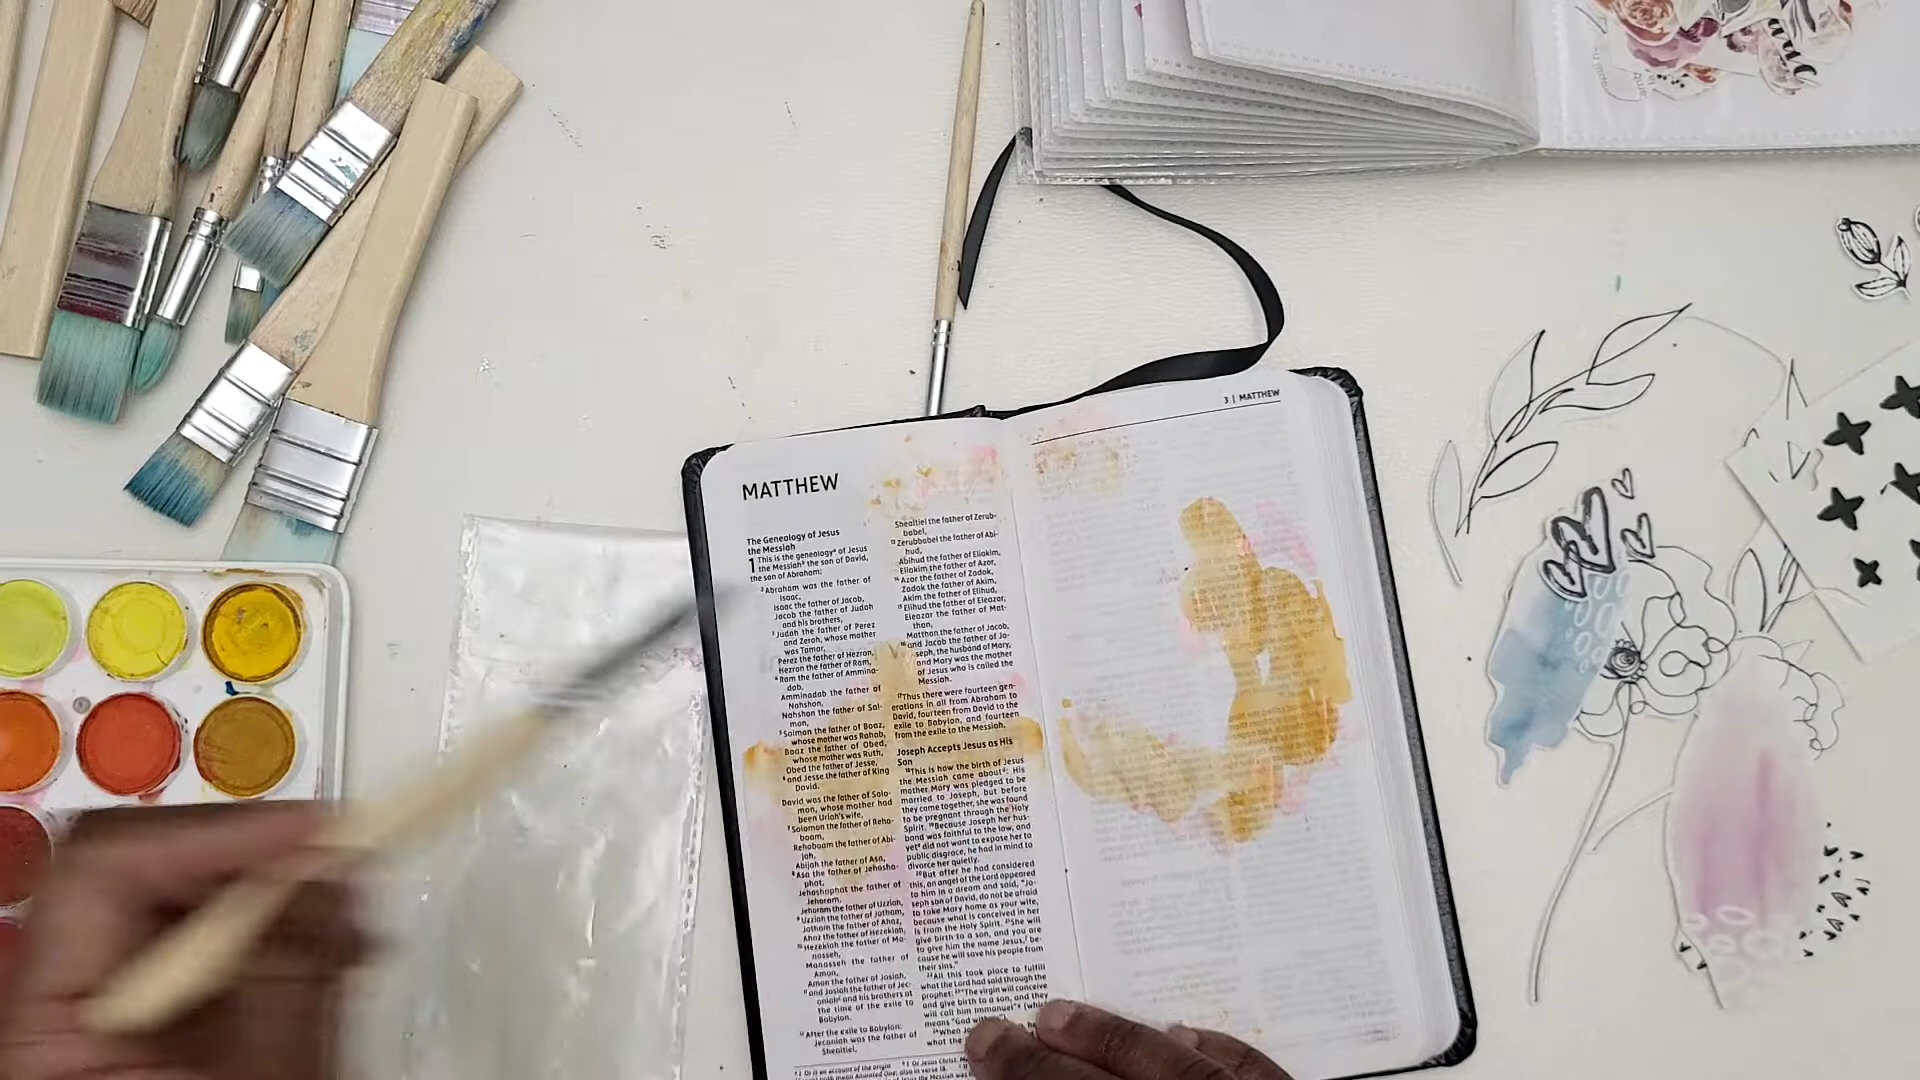 3 | MATTHEW
MATTHEW
The Genealogy of Jesus
the Messiah
1 This is the genealogy of Jesus
the Messiah the son of David,
the son of Abraham:
2 Abraham was the father of
Isaac,
Isaac the father of Jacob,
Jacob the father of Judah
and his brothers,
3 Judah the father of Perez
and Zerah, whose mother
was Tamar,
Perez the father of Hezron,
Hezron the father of Ram,
4 Ram the father of Ammina-
dab,
Amminadab the father of
Nahshon,
Nahshon the father of Sal-
mon,
5 Salmon the father of Boaz,
whose mother was Rahab,
Boaz the father of Obed,
whose mother was Ruth,
Obed the father of Jesse,
6 and Jesse the father of King
David.
David was the father of Solo-
mon, whose mother had
been Uriah's wife,
7 Solomon the father of Reho-
boam,
Rehoboam the father of Abi-
jah,
Abijah the father of Asa,
8 Asa the father of Jehosha-
phat,
Jehoshaphat the father of
Jehoram,
Jehoram the father of Uzziah,
9 Uzziah the father of Jotham,
Jotham the father of Ahaz,
Ahaz the father of Hezekiah,
10 Hezekiah the father of Ma-
nasseh,
Manasseh the father of
Amon,
Amon the father of Josiah,
11 and Josiah the father of Jec-
oniah and his brothers at
the time of the exile to
Babylon.
12 After the exile to Babylon:
Jeconiah was the father of
Shealtiel,
Shealtiel the father of Zerub-
babel,
13 Zerubbabel the father of Abi-
hud,
Abihud the father of Eliakim,
Eliakim the father of Azor,
14 Azor the father of Zadok,
Zadok the father of Akim,
Akim the father of Elihud,
15 Elihud the father of Eleazar,
Eleazar the father of Mat-
than,
Matthan the father of Jacob,
16 and Jacob the father of Jo-
seph, the husband of Mary,
and Mary was the mother
of Jesus who is called the
Messiah.
17 Thus there were fourteen gen-
erations in all from Abraham to
David, fourteen from David to the
exile to Babylon, and fourteen
from the exile to the Messiah.
Joseph Accepts Jesus as His
Son
18 This is how the birth of Jesus
the Messiah came about: His
mother Mary was pledged to be
married to Joseph, but before
they came together, she was found
to be pregnant through the Holy
Spirit. 19 Because Joseph her hus-
band was faithful to the law, and
yet did not want to expose her to
public disgrace, he had in mind to
divorce her quietly.
20 But after he had considered
this, an angel of the Lord appeared
to him in a dream and said, "Jo-
seph son of David, do not be afraid
to take Mary home as your wife,
because what is conceived in her
is from the Holy Spirit. 21 She will
give birth to a son, and you are
to give him the name Jesus, be-
cause he will save his people from
their sins."
22 All this took place to fulfill
what the Lord had said through the
prophet: 23 "The virgin will conceive
and give birth to a son, and they
will call him Immanuel"
means "God
24 When
what the